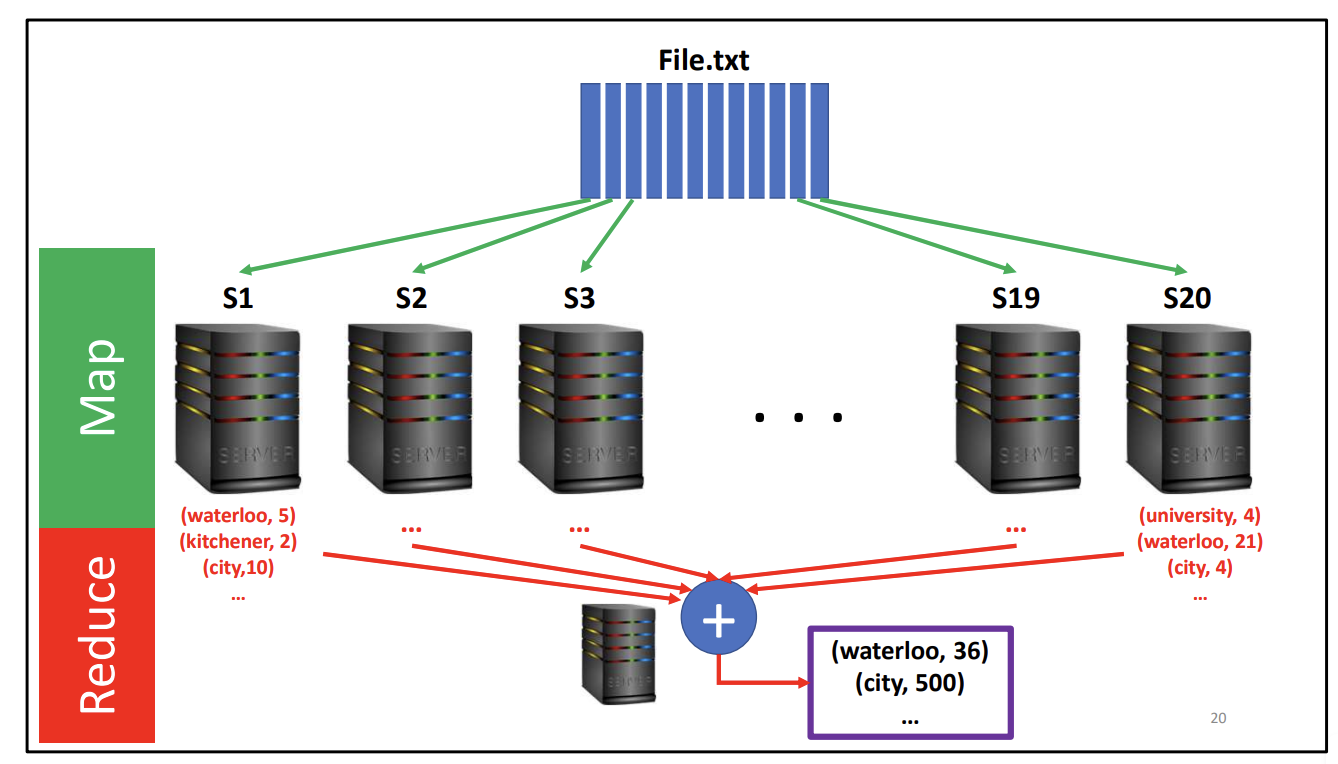 File.txt
S1
S2
S3
S19
S20
. . .
Map
SERVER
SERVER
SERVER
SERVER
SERVER
(waterloo, 5)
(kitchener, 2)
(city,10)
...
...
...
...
(university, 4)
(waterloo, 21)
(city, 4)
...
Reduce
SERVER
+
(waterloo, 36)
(city, 500)
...
20